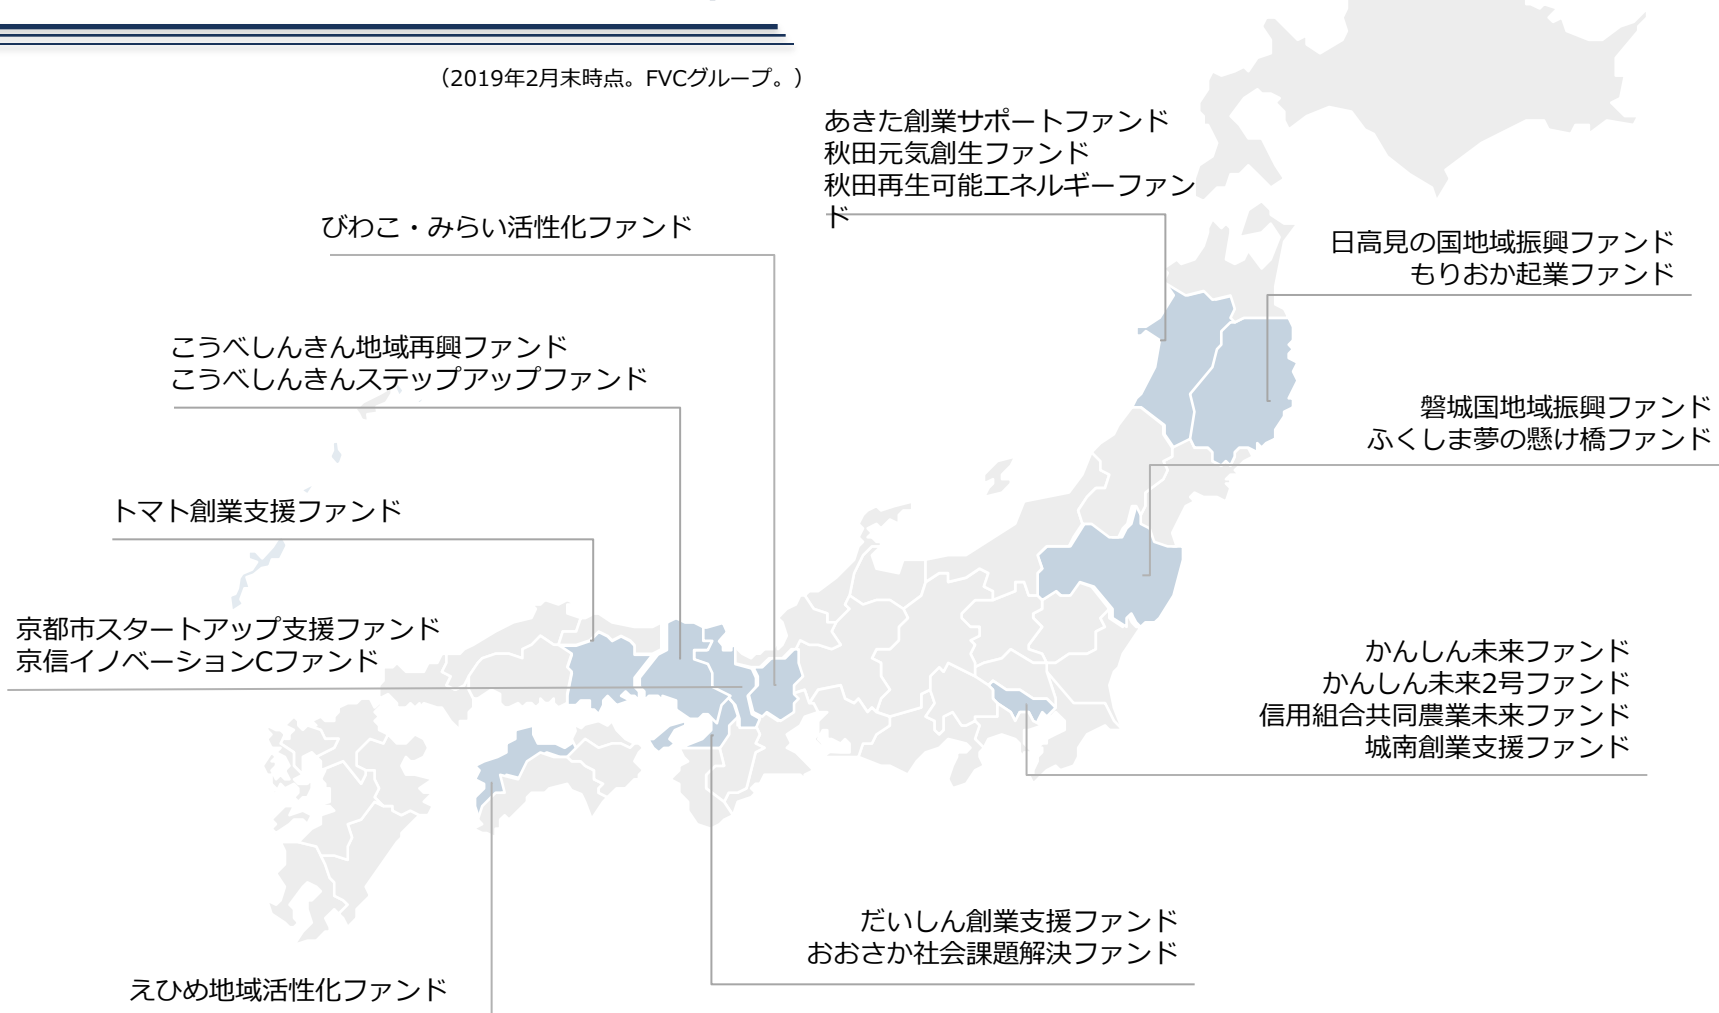 （2019年2月末時点。FVCグループ。）
あきた創業サポートファンド
秋田元気創生ファンド
秋田再生可能エネルギーファン
ド
びわこ・みらい活性化ファンド
日高見の国地域振興ファンド
もりおか起業ファンド
こうべしんきん地域再興ファンド
こうべしんきんステップアップファンド
磐城国地域振興ファンド
ふくしま夢の懸け橋ファンド
トマト創業支援ファンド
京都市スタートアップ支援ファンド
京信イノベーションCファンド
かんしん未来ファンド
かんしん未来2号ファンド
信用組合共同農業未来ファンド
城南創業支援ファンド
だいしん創業支援ファンド
おおさか社会課題解決ファンド
えひめ地域活性化ファンド